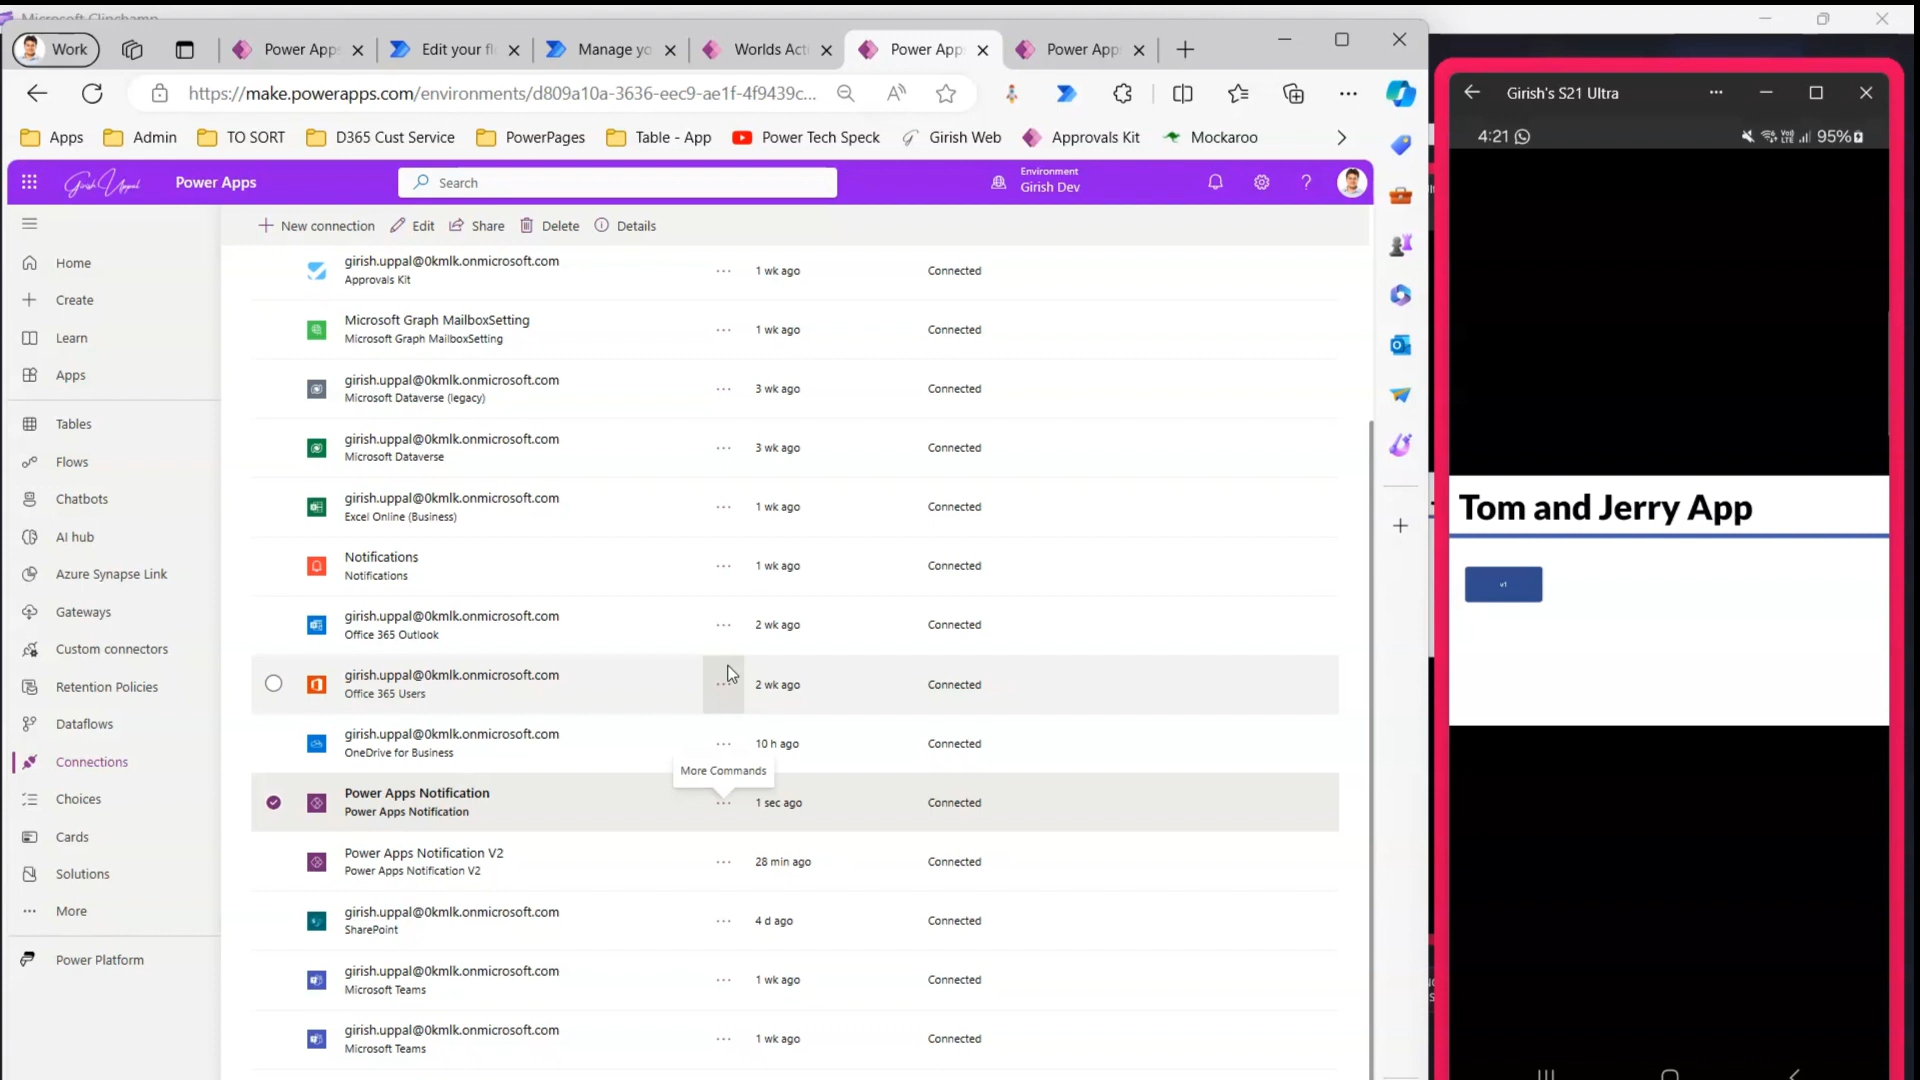 Microsoft Clipchamp
Work
Power Apps
Edit your fl
Manage yo
Worlds Act
Power App
Power App
https://make.powerapps.com/environments/d809a10a-3636-eec9-ae1f-4f9439c...
Apps
Admin
TO SORT
D365 Cust Service
PowerPages
Table - App
Power Tech Speck
Girish Web
Approvals Kit
Mockaroo
Girish Uppal
Power Apps
Search
Environment
Girish Dev
New connection
Edit
Share
Delete
Details
Home
Create
Learn
Apps
Tables
Flows
Chatbots
AI hub
Azure Synapse Link
Gateways
Custom connectors
Retention Policies
Dataflows
Connections
Choices
Cards
Solutions
More
Power Platform
girish.uppal@0kmlk.onmicrosoft.com
Approvals Kit
1 wk ago
Connected
Microsoft Graph MailboxSetting
Microsoft Graph MailboxSetting
1 wk ago
Connected
girish.uppal@0kmlk.onmicrosoft.com
Microsoft Dataverse (legacy)
3 wk ago
Connected
girish.uppal@0kmlk.onmicrosoft.com
Microsoft Dataverse
3 wk ago
Connected
girish.uppal@0kmlk.onmicrosoft.com
Excel Online (Business)
1 wk ago
Connected
Notifications
Notifications
1 wk ago
Connected
girish.uppal@0kmlk.onmicrosoft.com
Office 365 Outlook
2 wk ago
Connected
girish.uppal@0kmlk.onmicrosoft.com
Office 365 Users
2 wk ago
Connected
girish.uppal@0kmlk.onmicrosoft.com
OneDrive for Business
10 h ago
Connected
More Commands
Power Apps Notification
Power Apps Notification
1 sec ago
Connected
Power Apps Notification V2
Power Apps Notification V2
28 min ago
Connected
girish.uppal@0kmlk.onmicrosoft.com
SharePoint
4 d ago
Connected
girish.uppal@0kmlk.onmicrosoft.com
Microsoft Teams
1 wk ago
Connected
girish.uppal@0kmlk.onmicrosoft.com
Microsoft Teams
1 wk ago
Connected
Girish's S21 Ultra
4:21
95%
Tom and Jerry App
v1